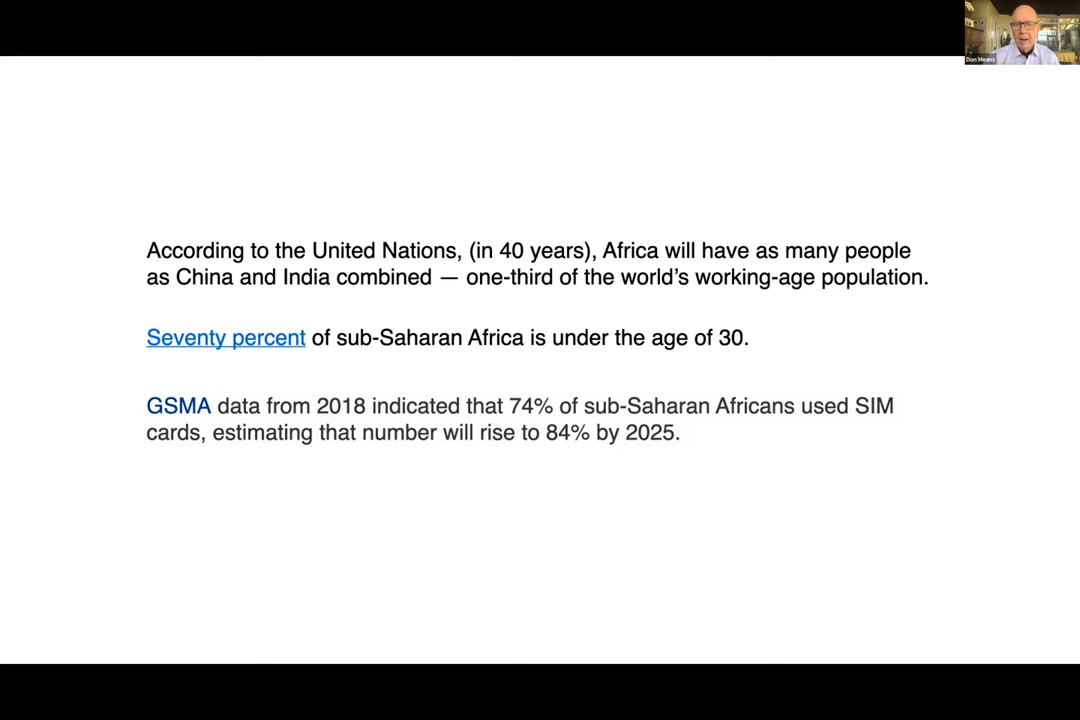 Don Means
According to the United Nations, (in 40 years), Africa will have as many people
as China and India combined — one-third of the world’s working-age population.
Seventy percent of sub-Saharan Africa is under the age of 30.
GSMA data from 2018 indicated that 74% of sub-Saharan Africans used SIM
cards, estimating that number will rise to 84% by 2025.